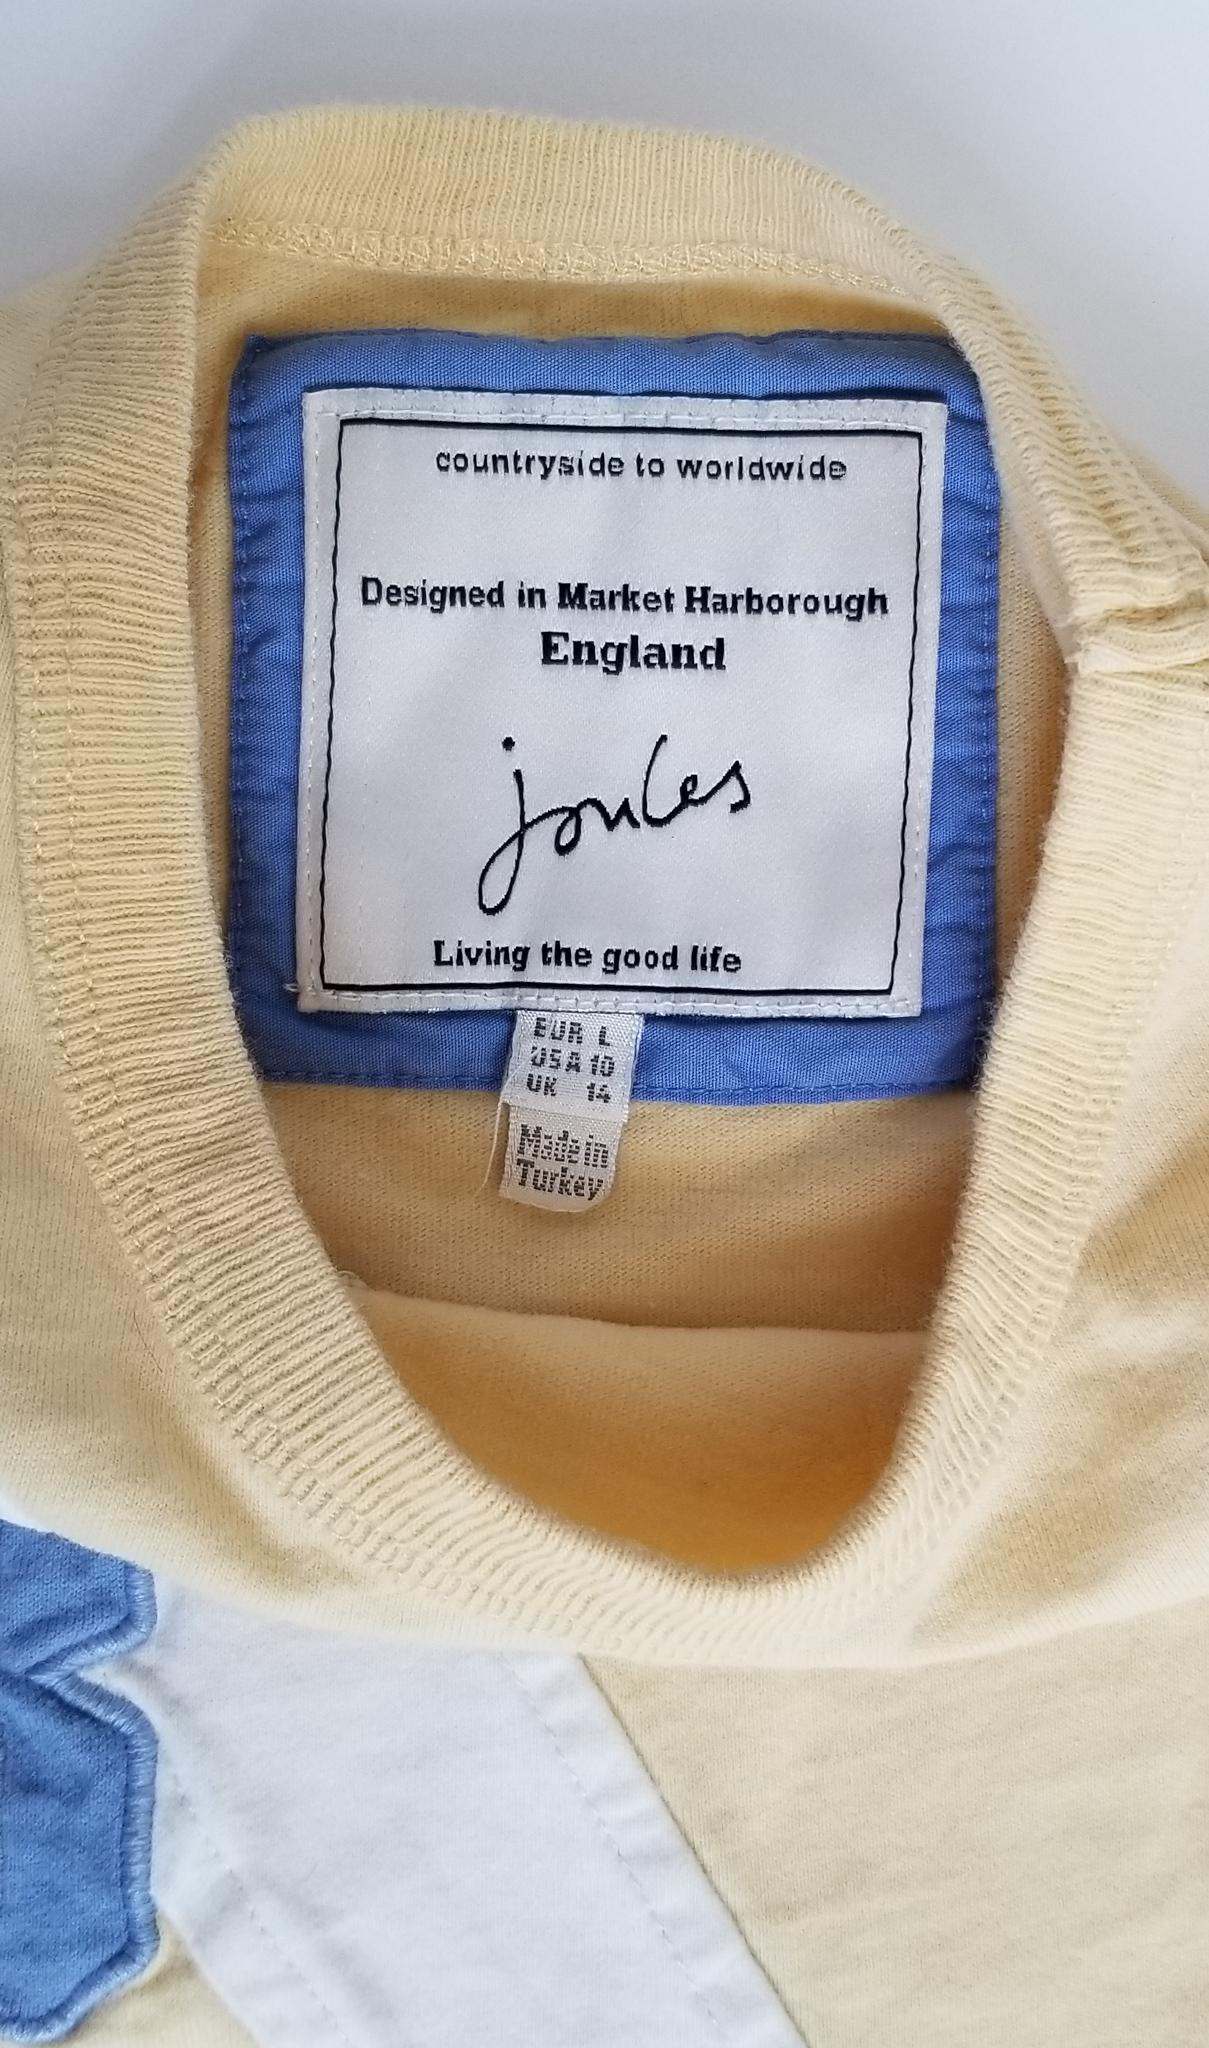 countryside to worldwide
Designed in Market Harborough
England
joules
Living the good life
EUR L
USA 10
UK 14
Made in
Turkey